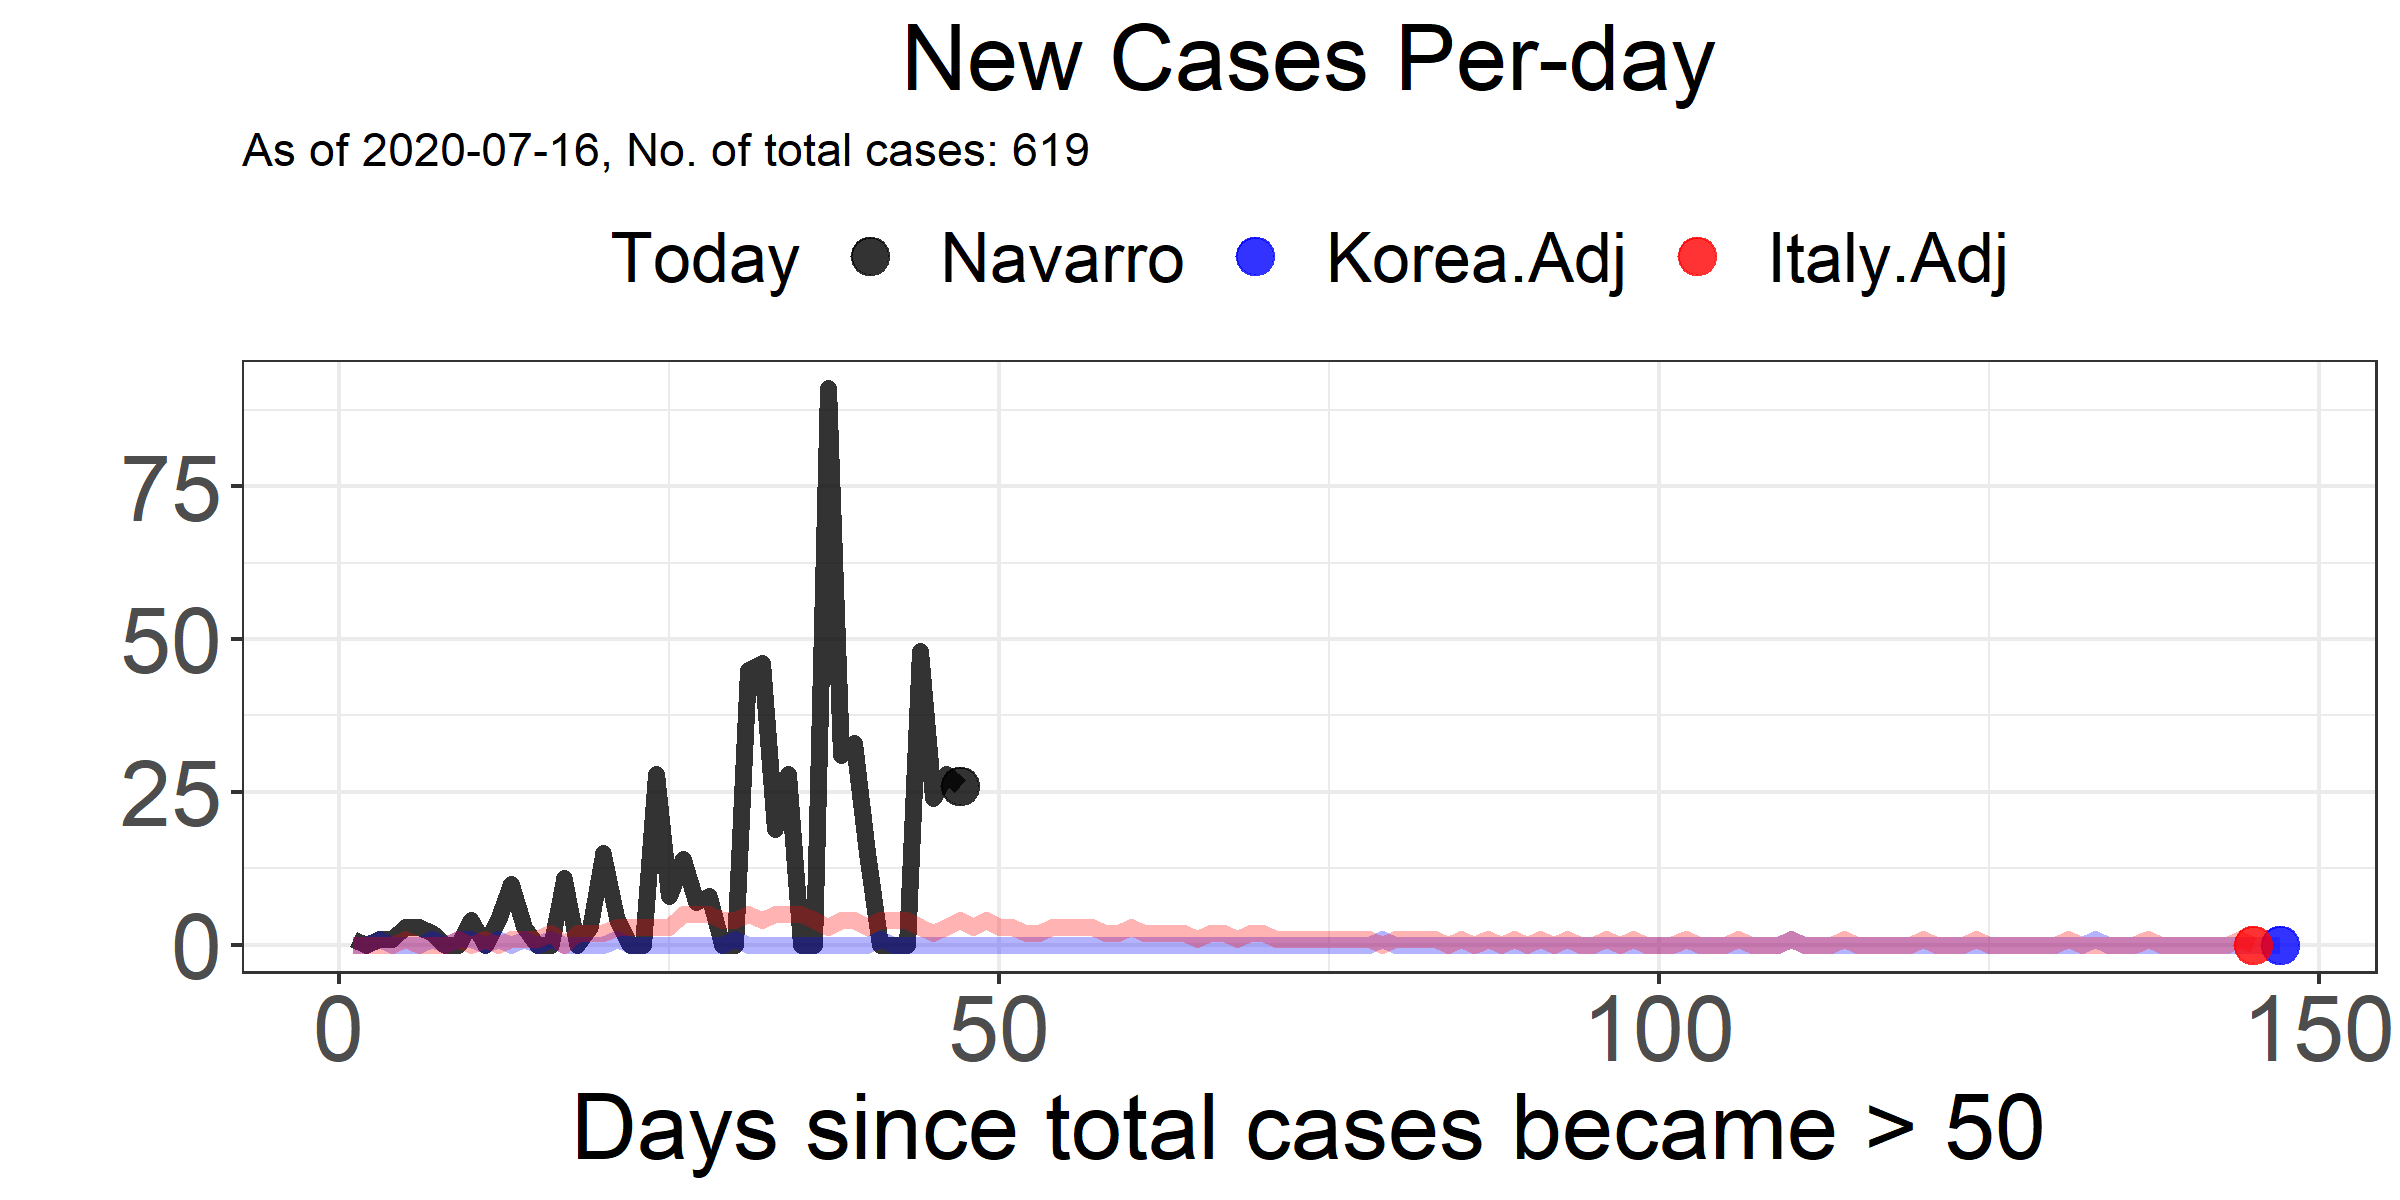 New Cases Per-day
As of 2020-07-16, No. of total cases: 619
Today Navarro Korea.Adj Italy.Adj
75
50
25
0
0 50 100 150
Days since total cases became > 50